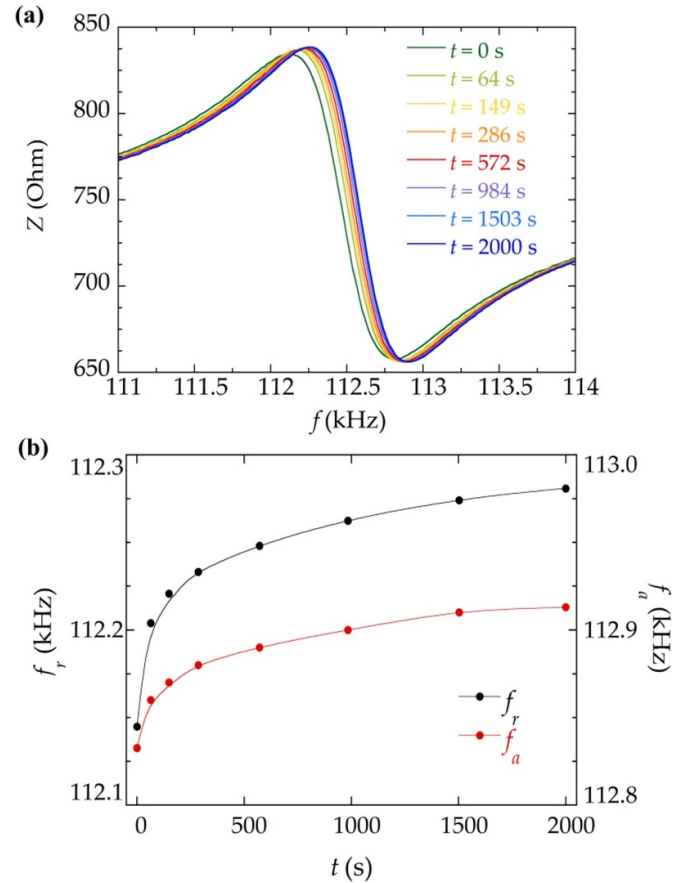 (a)
850
800
750
700
650
Z (Ohm)
t = 0 s
t = 64 s
t = 149 s
t = 286 s
t = 572 s
t = 984 s
t = 1503 s
t = 2000 s
111 111.5 112 112.5 113 113.5 114
f (kHz)
(b)
112.3
112.2
112.1
f_r (kHz)
113.0
112.9
112.8
f_a (kHz)
f_r
f_a
0 500 1000 1500 2000
t (s)